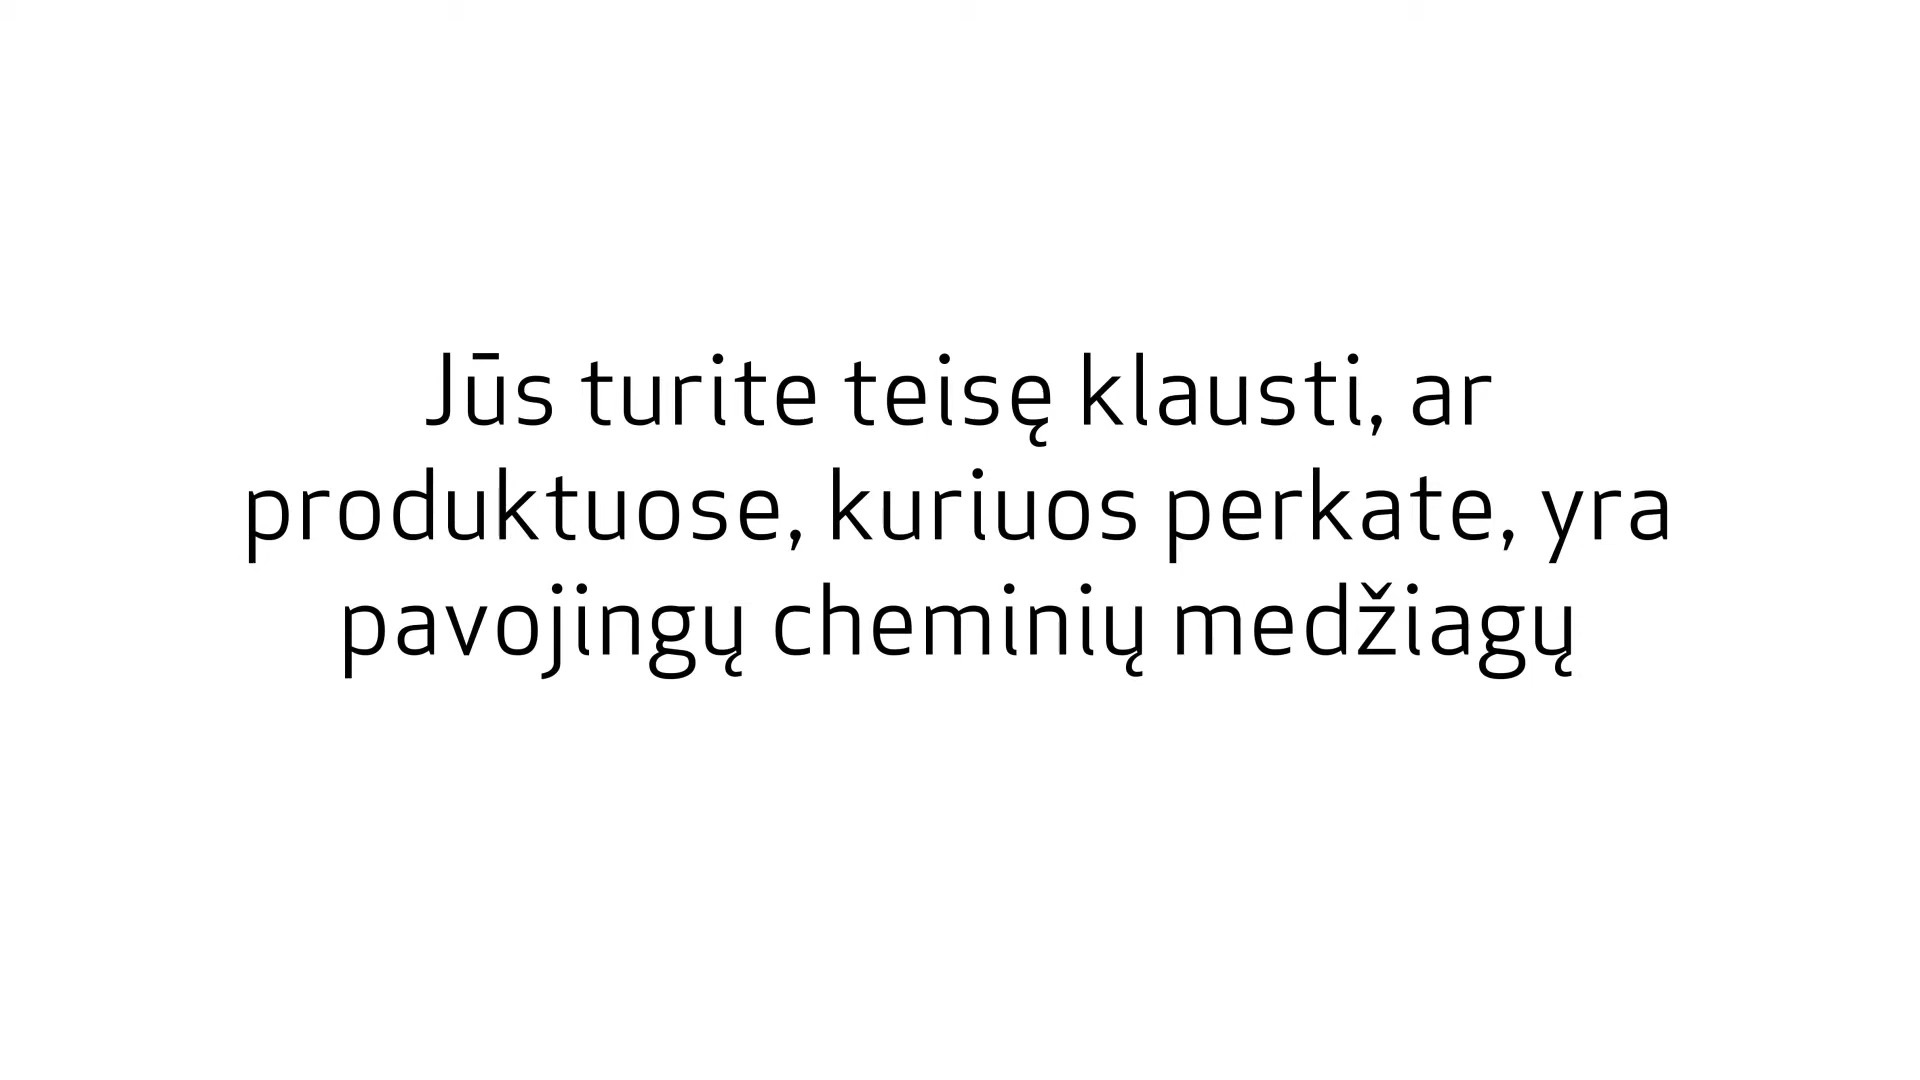 Jūs turite teisę klausti, ar
produktuose, kuriuos perkate, yra
pavojingų cheminių medžiagų